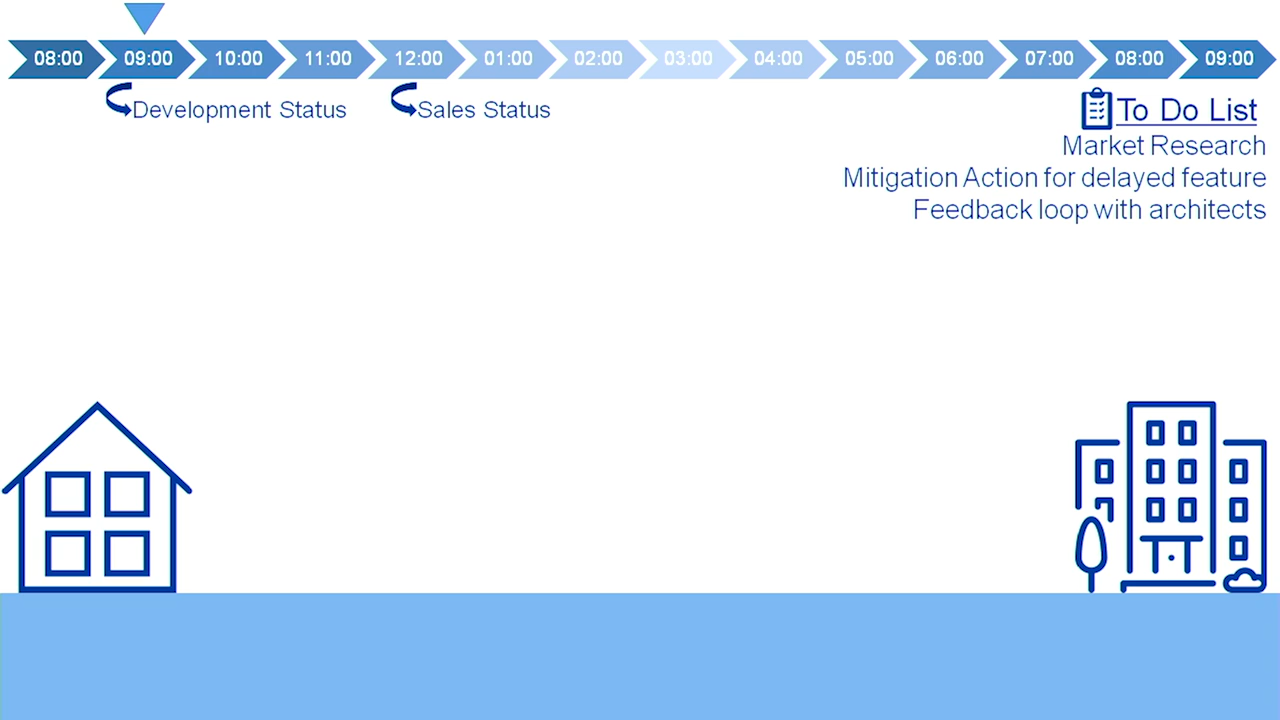 08:00 09:00 10:00 11:00 12:00 01:00 02:00 03:00 04:00 05:00 06:00 07:00 08:00 09:00
Development Status
Sales Status
To Do List
Market Research
Mitigation Action for delayed feature
Feedback loop with architects